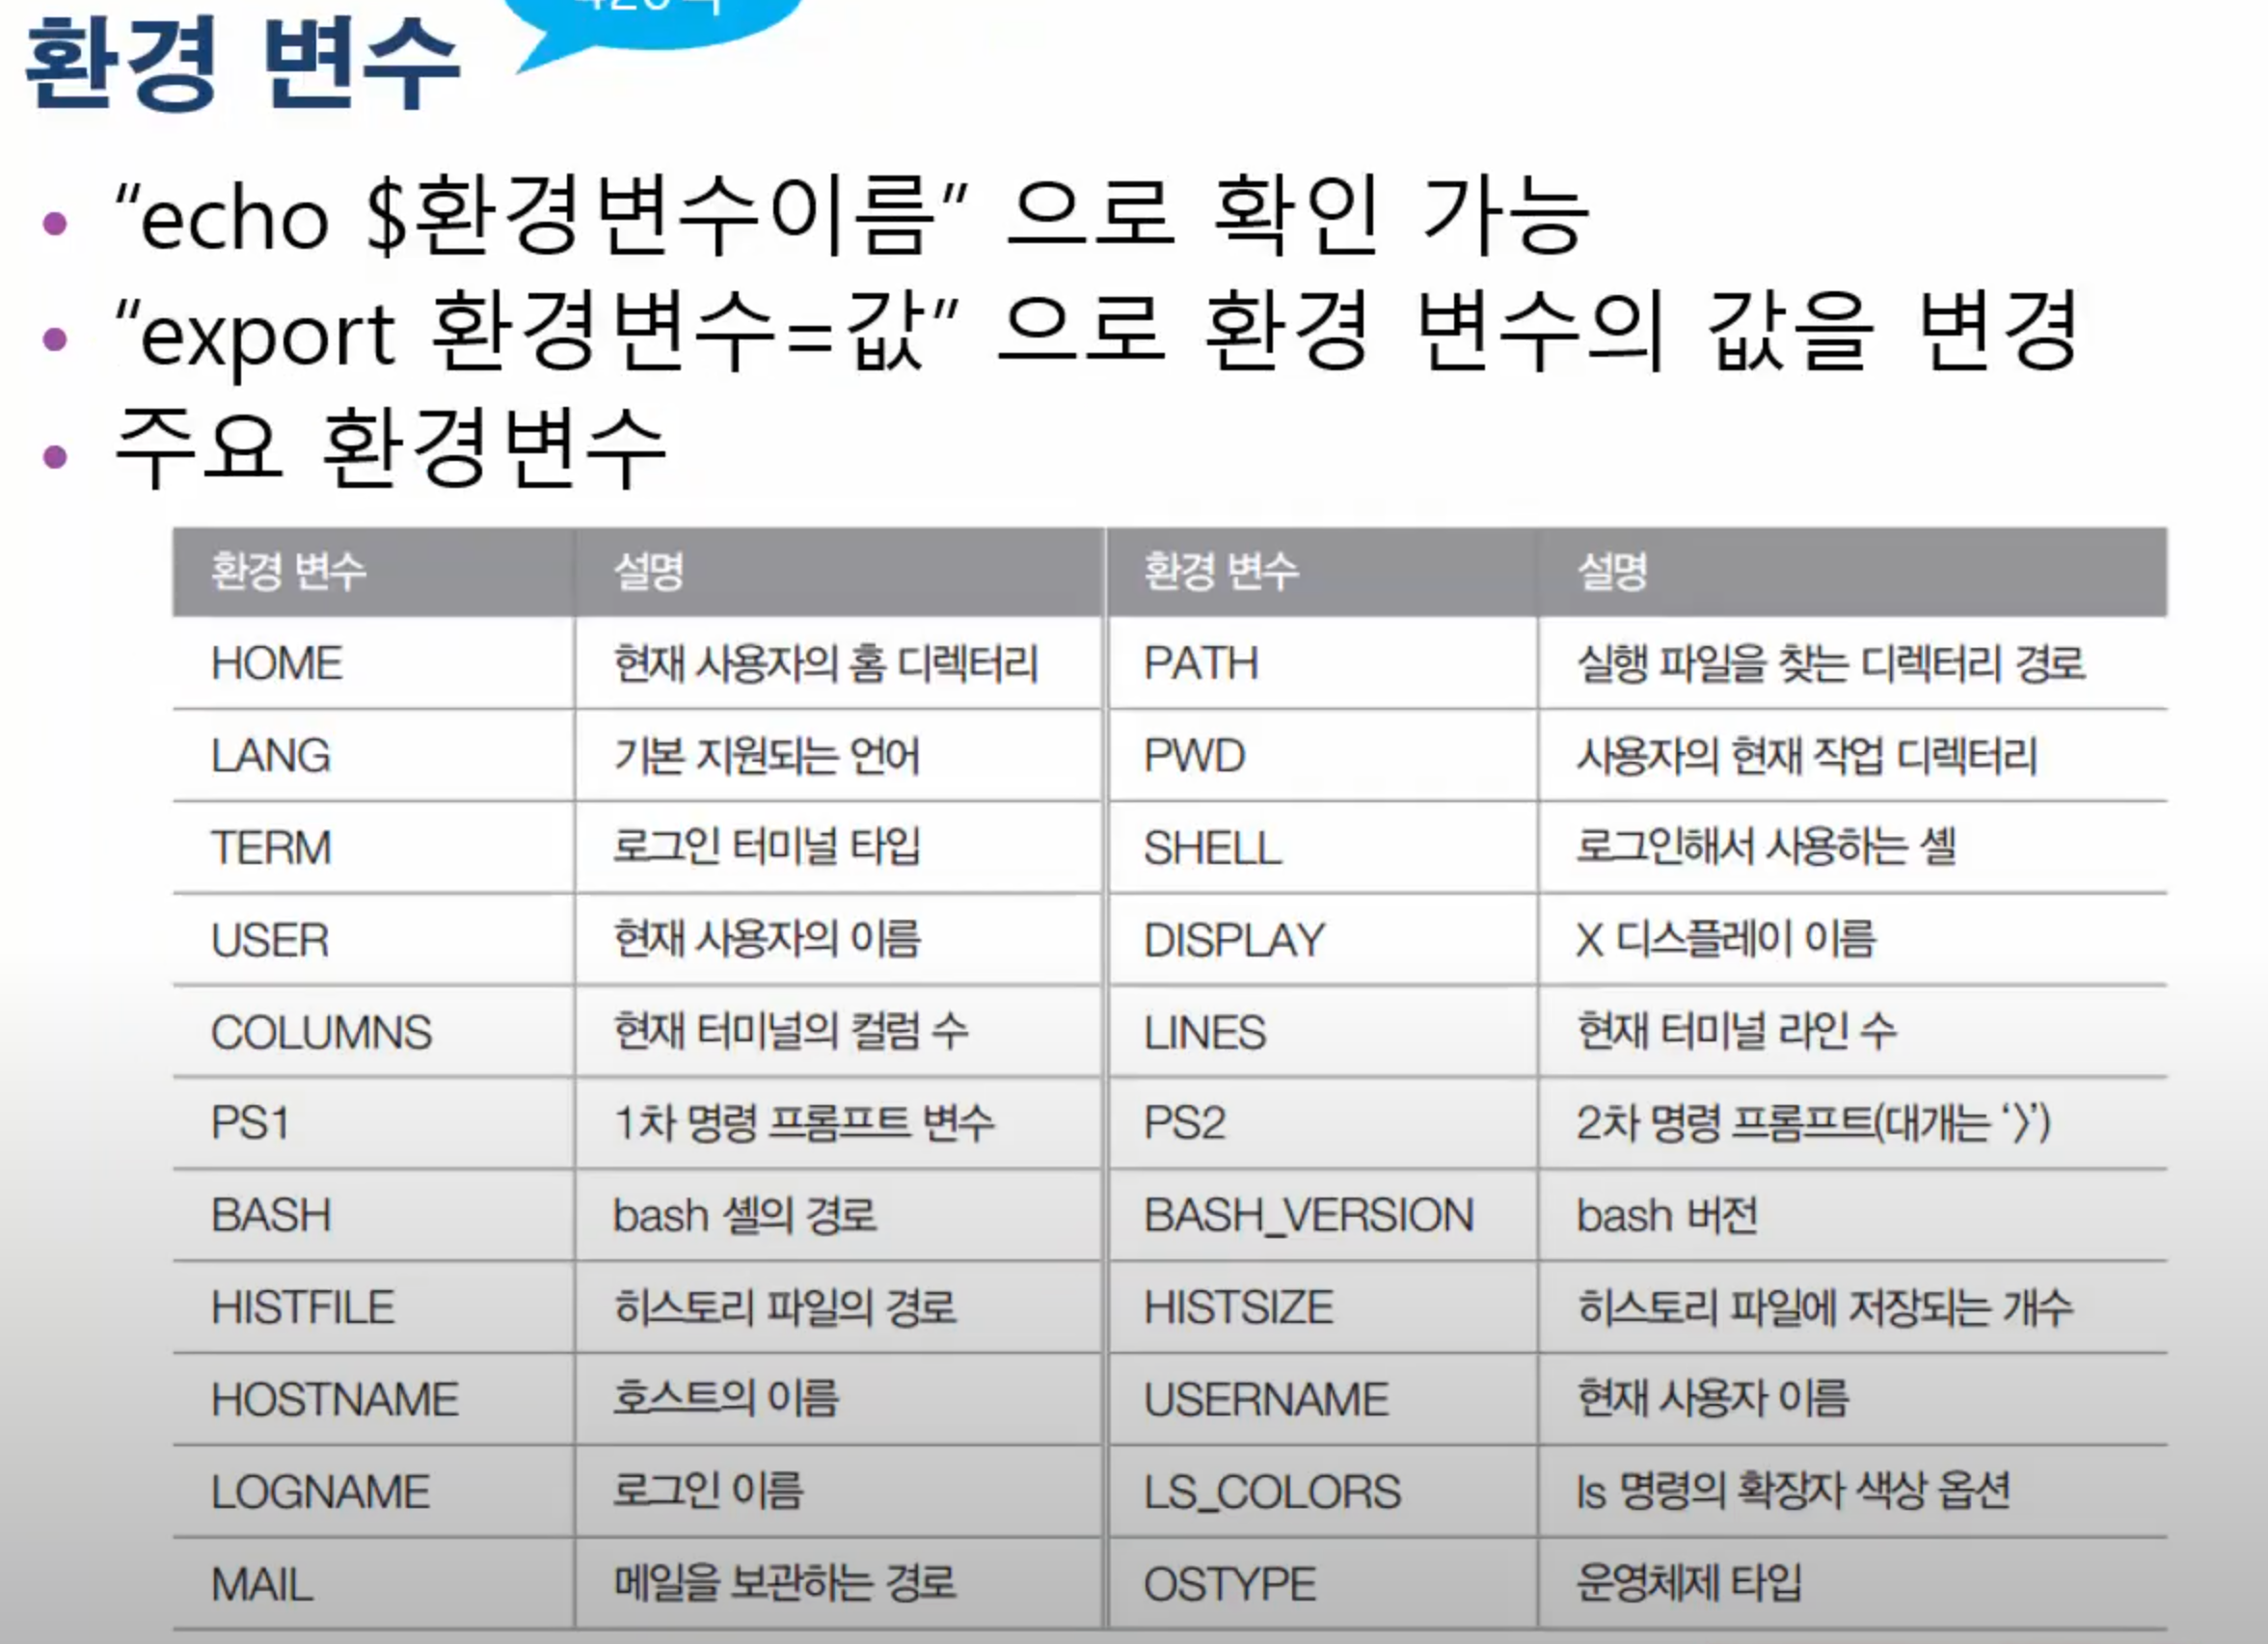 환경 변수
• “echo $환경변수이름” 으로 확인 가능
• “export 환경변수=값” 으로 환경 변수의 값을 변경
• 주요 환경변수
환경 변수 설명 환경 변수 설명
HOME 현재 사용자의 홈 디렉터리 PATH 실행 파일을 찾는 디렉터리 경로
LANG 기본 지원되는 언어 PWD 사용자의 현재 작업 디렉터리
TERM 로그인 터미널 타입 SHELL 로그인해서 사용하는 셸
USER 현재 사용자의 이름 DISPLAY X 디스플레이 이름
COLUMNS 현재 터미널의 컬럼 수 LINES 현재 터미널 라인 수
PS1 1차 명령 프롬프트 변수 PS2 2차 명령 프롬프트(대개는 ‘>’)
BASH bash 셸의 경로 BASH_VERSION bash 버전
HISTFILE 히스토리 파일의 경로 HISTSIZE 히스토리 파일에 저장되는 개수
HOSTNAME 호스트의 이름 USERNAME 현재 사용자 이름
LOGNAME 로그인 이름 LS_COLORS ls 명령의 확장자 색상 옵션
MAIL 메일을 보관하는 경로 OSTYPE 운영체제 타입